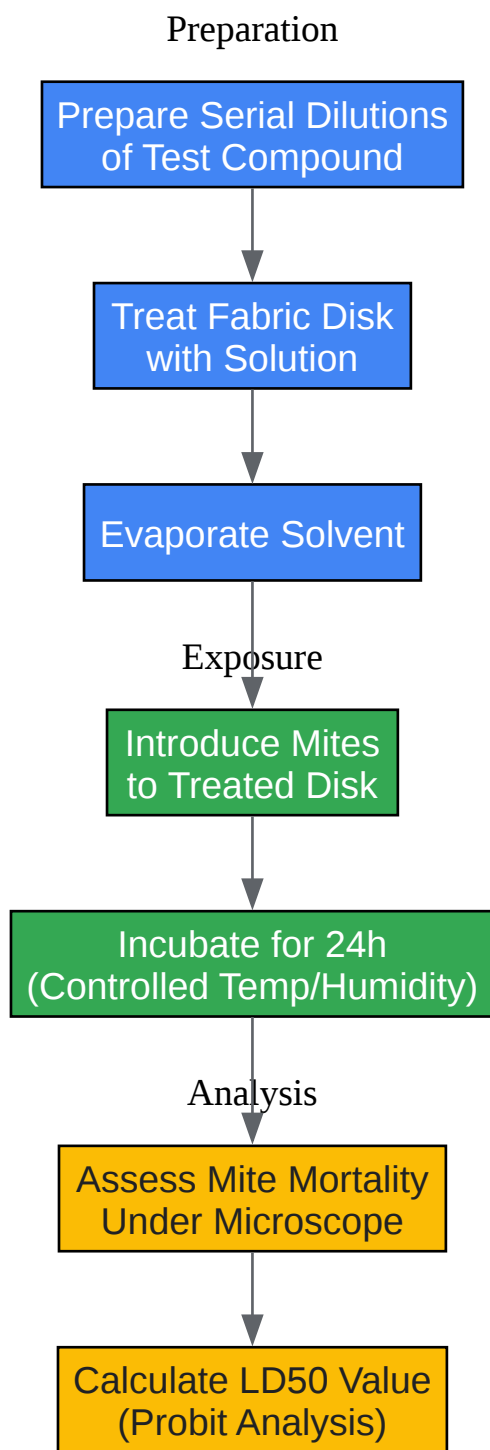 Preparation
Prepare Serial Dilutions
of Test Compound
Treat Fabric Disk
with Solution
Evaporate Solvent
Exposure
Introduce Mites
to Treated Disk
Incubate for 24h
(Controlled Temp/Humidity)
Analysis
Assess Mite Mortality
Under Microscope
Calculate LD50 Value
(Probit Analysis)